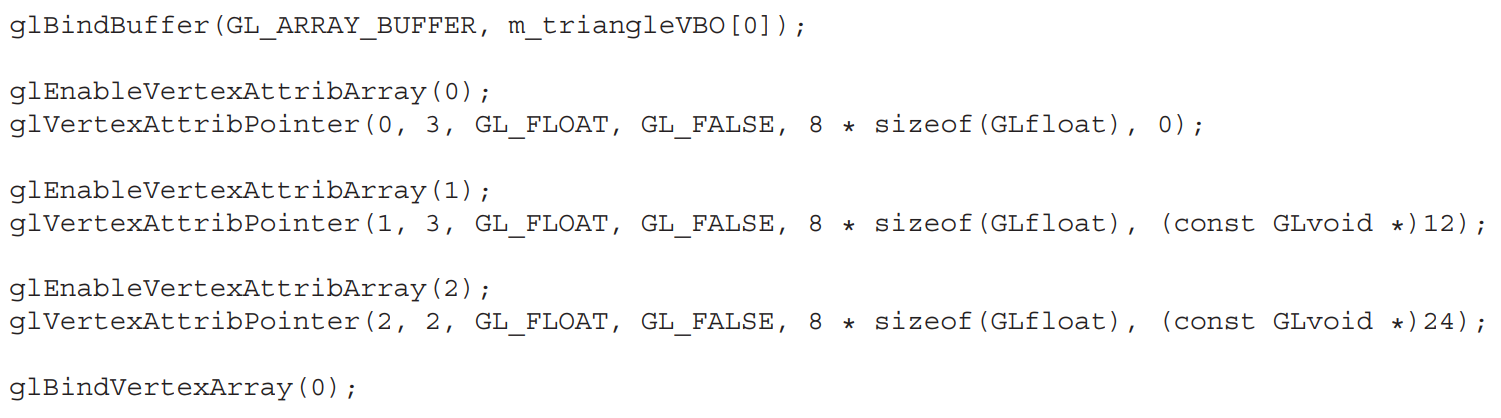 glBindBuffer(GL_ARRAY_BUFFER, m_triangleVBO[0]);
glEnableVertexAttribArray(0);
glVertexAttribPointer(0, 3, GL_FLOAT, GL_FALSE, 8 * sizeof(GLfloat), 0);
glEnableVertexAttribArray(1);
glVertexAttribPointer(1, 3, GL_FLOAT, GL_FALSE, 8 * sizeof(GLfloat), (const GLvoid *)12);
glEnableVertexAttribArray(2);
glVertexAttribPointer(2, 2, GL_FLOAT, GL_FALSE, 8 * sizeof(GLfloat), (const GLvoid *)24);
glBindVertexArray(0);